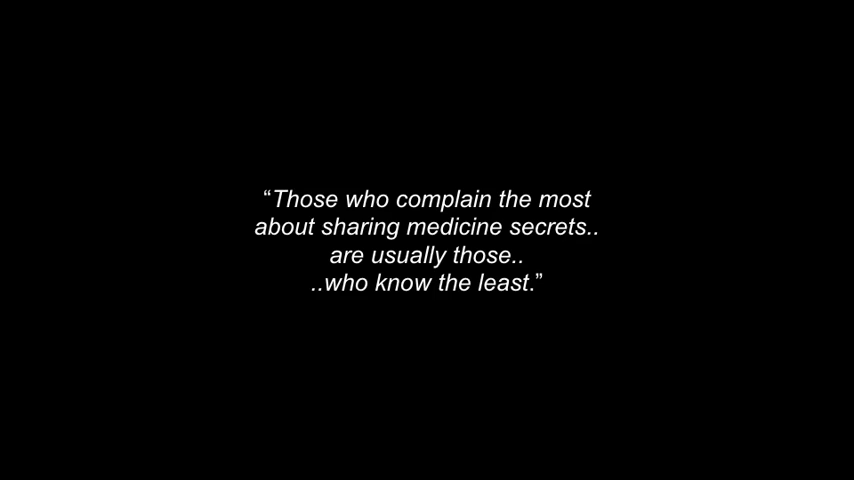 “Those who complain the most
about sharing medicine secrets..
are usually those..
..who know the least.”